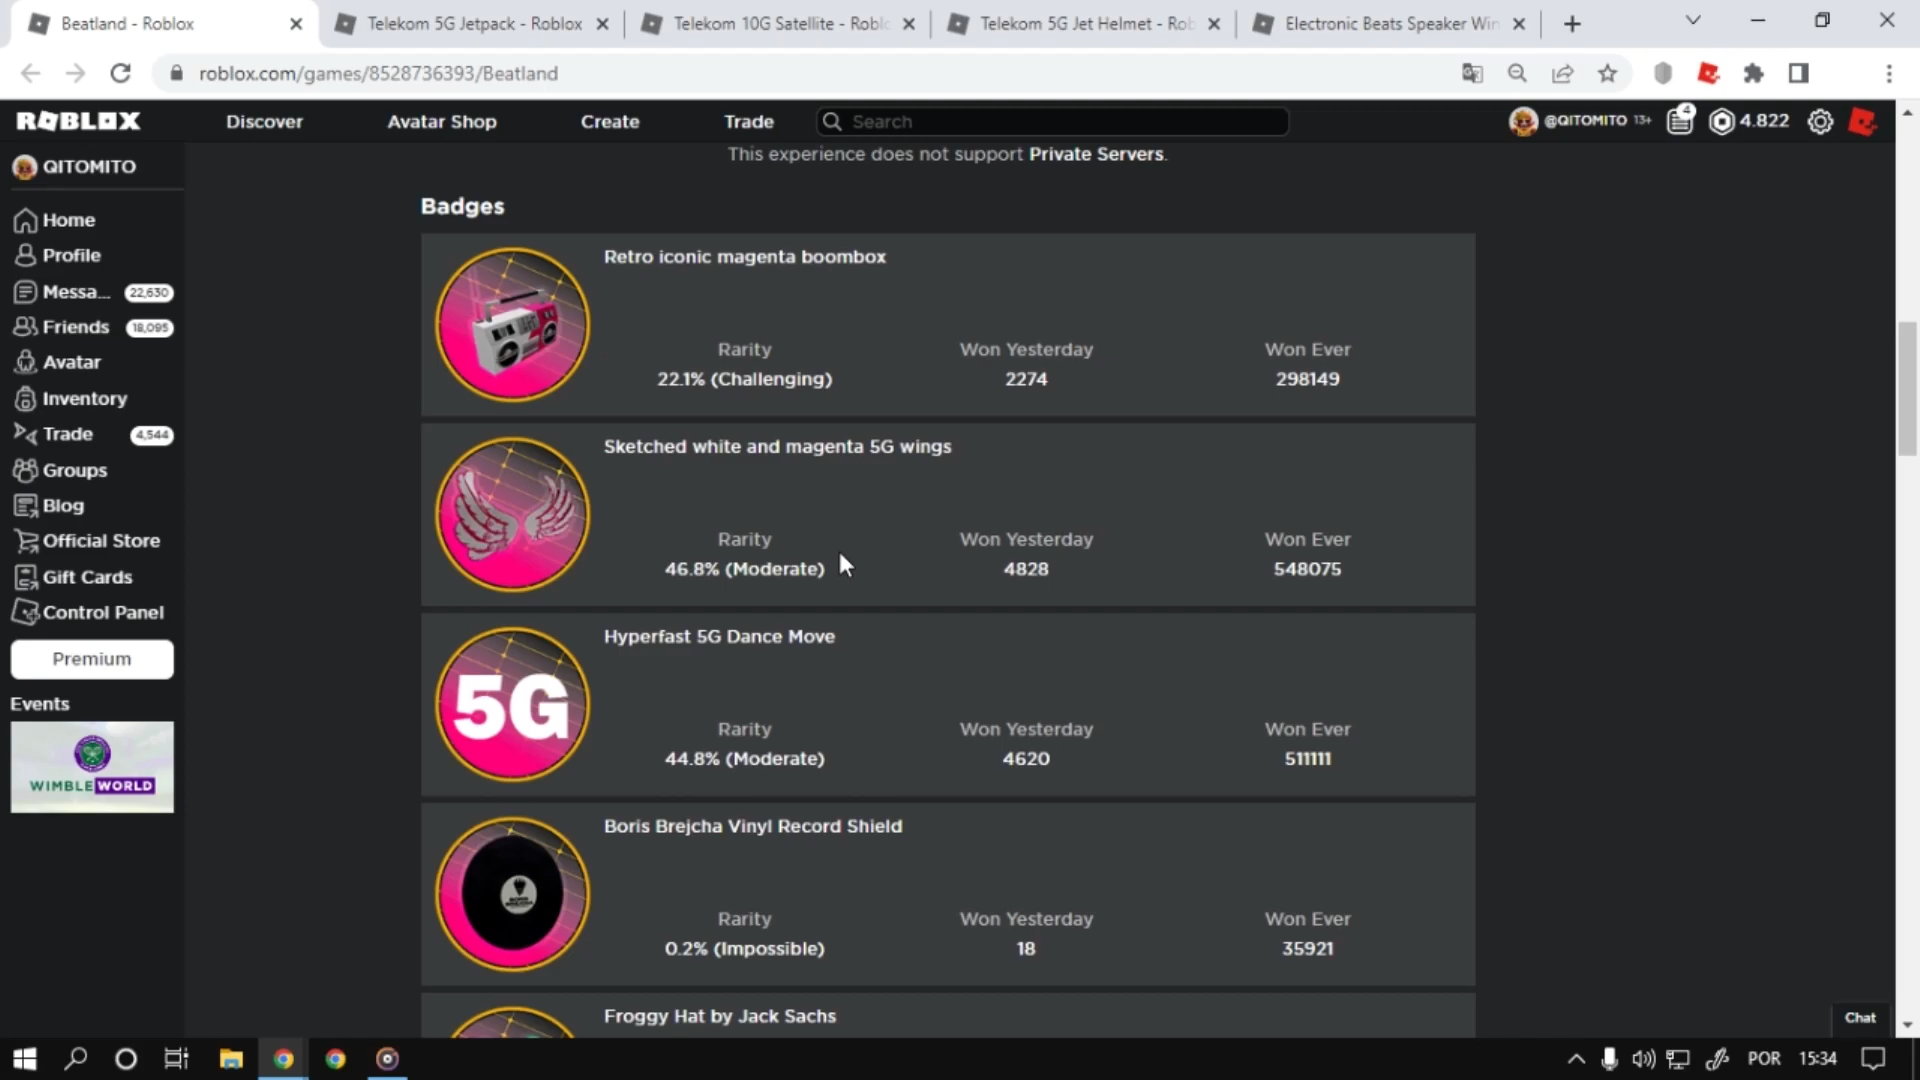 Beatland - Roblox
Telekom 5G Jetpack - Roblox
Telekom 10G Satellite - Roblo
Telekom 5G Jet Helmet - Rob
Electronic Beats Speaker Win
roblox.com/games/8528736393/Beatland
ROBLOX
Discover
Avatar Shop
Create
Trade
Search
@QITOMITO 13+
4
4.822
QITOMITO
Home
Profile
Messa... 22,630
Friends 18,095
Avatar
Inventory
Trade 4,544
Groups
Blog
Official Store
Gift Cards
Control Panel
Premium
Events
WIMBLEWORLD
This experience does not support Private Servers.
Badges
Retro iconic magenta boombox
Rarity Won Yesterday Won Ever
22.1% (Challenging) 2274 298149
Sketched white and magenta 5G wings
Rarity Won Yesterday Won Ever
46.8% (Moderate) 4828 548075
5G
Hyperfast 5G Dance Move
Rarity Won Yesterday Won Ever
44.8% (Moderate) 4620 511111
Boris Brejcha Vinyl Record Shield
Rarity Won Yesterday Won Ever
0.2% (Impossible) 18 35921
Froggy Hat by Jack Sachs
Chat
POR 15:34